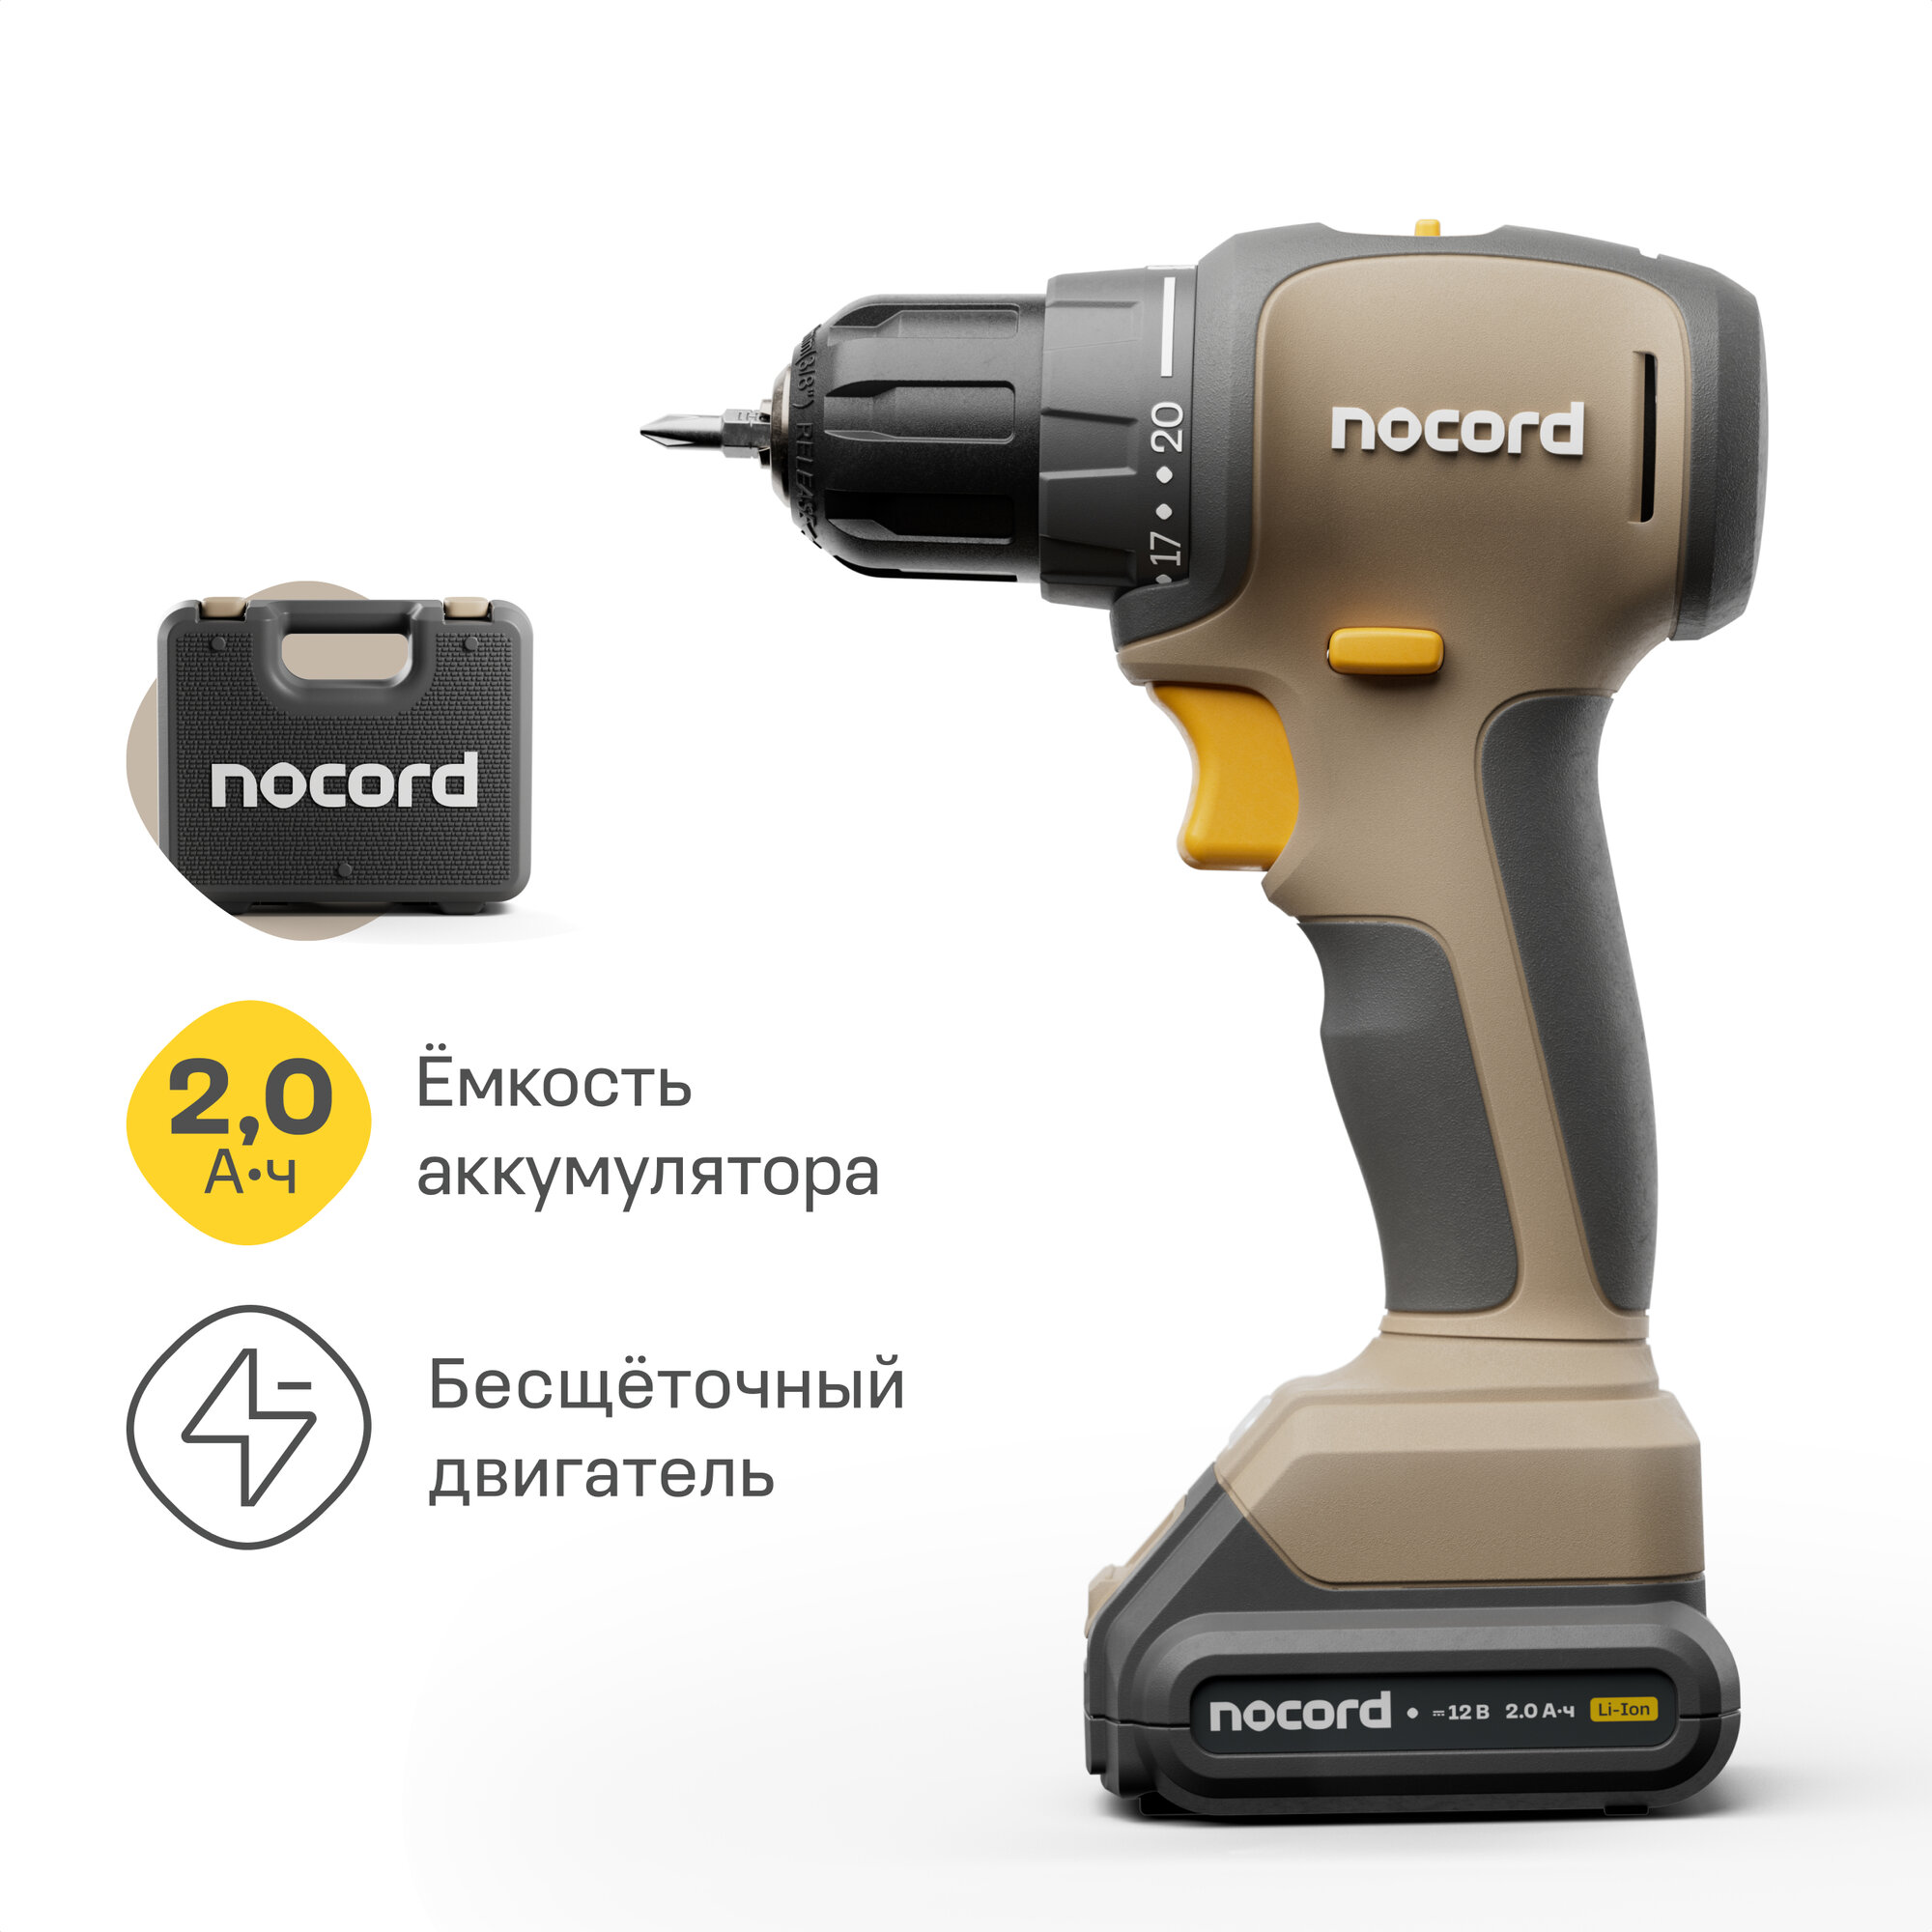 20
17
nocord
nocord
2,0
А·ч
Ёмкость
аккумулятора
Бесщёточный
двигатель
nocord • 12 В 2.0 А·ч Li-Ion